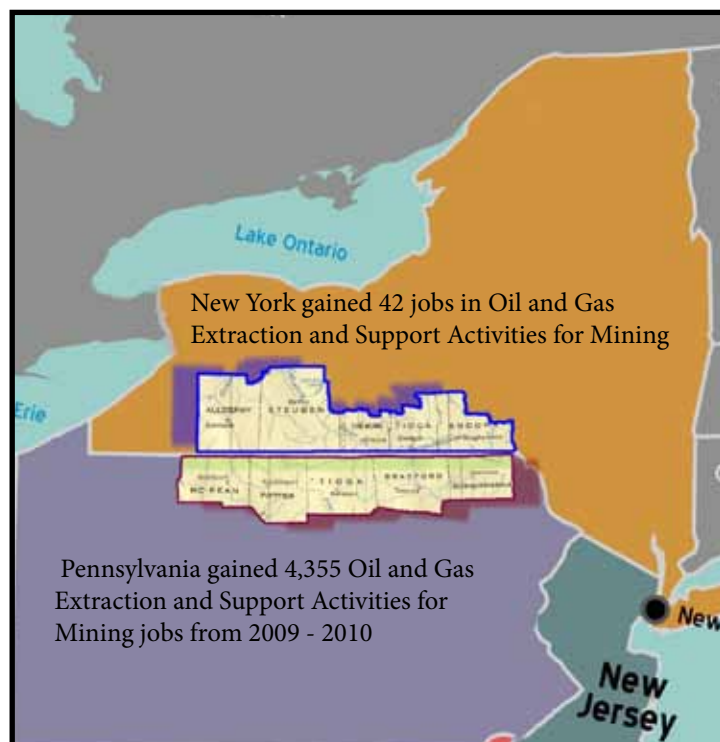 Lake Ontario
New York gained 42 jobs in Oil and Gas
Extraction and Support Activities for Mining
Erie
STEUBEN
TIOGA
MC KEAN
POTTER
TIOGA
BRADFORD
Pennsylvania gained 4,355 Oil and Gas
Extraction and Support Activities for
Mining jobs from 2009 - 2010
New
New
Jersey